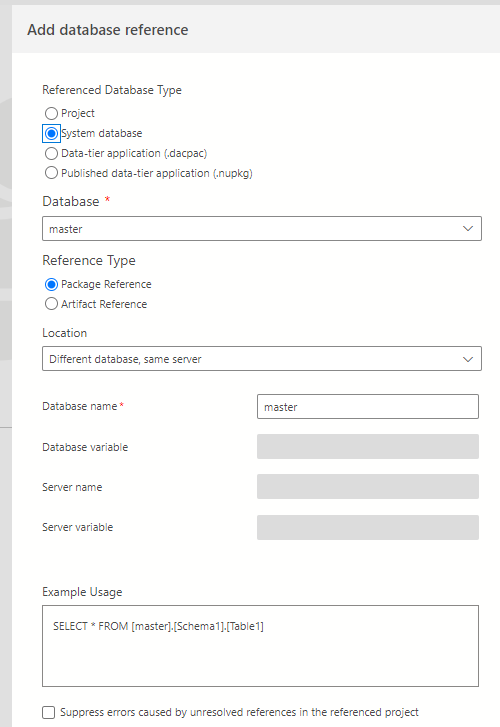 Add database reference
Referenced Database Type
Project
System database
Data-tier application (.dacpac)
Published data-tier application (.nupkg)
Database *
master
Reference Type
Package Reference
Artifact Reference
Location
Different database, same server
Database name*
master
Database variable
Server name
Server variable
Example Usage
SELECT * FROM [master].[Schema1].[Table1]
Suppress errors caused by unresolved references in the referenced project